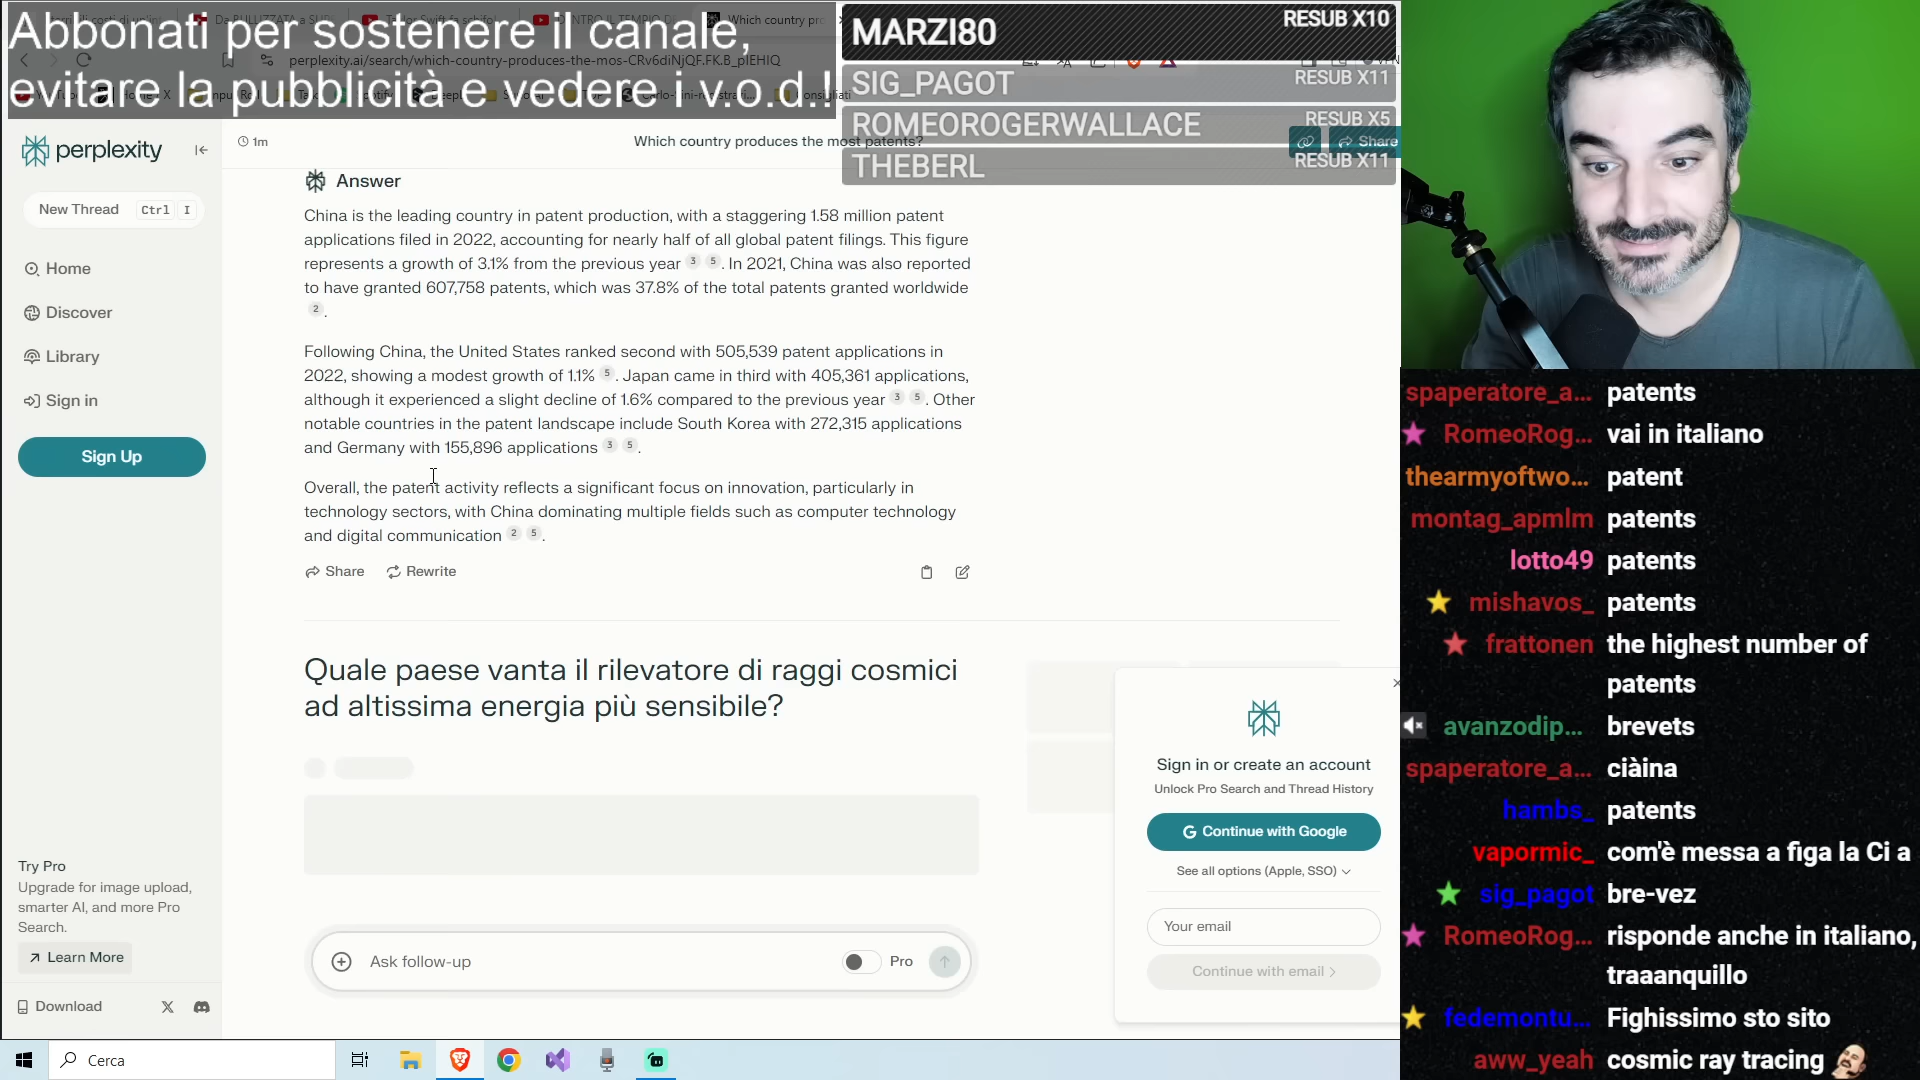 Abbonati per sostenere il canale,
evitare la pubblicità e vedere i v.o.d.!!
MARZI80 RESUB X10
SIG_PAGOT RESUB X11
ROMEOROGERWALLACE RESUB X5
THEBERL RESUB X11
perplexity.ai/search/which-country-produces-the-mos-CRv6diNjQF.FK.B_pIEHIQ
perplexity
New Thread Ctrl I
Home
Discover
Library
Sign in
Sign Up
Try Pro
Upgrade for image upload,
smarter AI, and more Pro
Search.
Learn More
Download
1m
Which country produces the most patents?
Share
Answer
China is the leading country in patent production, with a staggering 1.58 million patent
applications filed in 2022, accounting for nearly half of all global patent filings. This figure
represents a growth of 3.1% from the previous year 3 5 . In 2021, China was also reported
to have granted 607,758 patents, which was 37.8% of the total patents granted worldwide
2 .
Following China, the United States ranked second with 505,539 patent applications in
2022, showing a modest growth of 1.1% 5 . Japan came in third with 405,361 applications,
although it experienced a slight decline of 1.6% compared to the previous year 3 5 . Other
notable countries in the patent landscape include South Korea with 272,315 applications
and Germany with 155,896 applications 3 5 .
Overall, the patent activity reflects a significant focus on innovation, particularly in
technology sectors, with China dominating multiple fields such as computer technology
and digital communication 2 5 .
Share Rewrite
Quale paese vanta il rilevatore di raggi cosmici
ad altissima energia più sensibile?
Ask follow-up Pro
Sign in or create an account
Unlock Pro Search and Thread History
Continue with Google
See all options (Apple, SSO)
Your email
Continue with email
Cerca
spaperatore_a... patents
RomeoRog... vai in italiano
thearmyoftwo... patent
montag_apmlm patents
lotto49 patents
mishavos_ patents
frattonen the highest number of
patents
avanzodip... brevets
spaperatore_a... ciàina
hambs_ patents
vapormic_ com'è messa a figa la Ci a
sig_pagot bre-vez
RomeoRog... risponde anche in italiano,
traaanquillo
fedemontu... Fighissimo sto sito
aww_yeah cosmic ray tracing